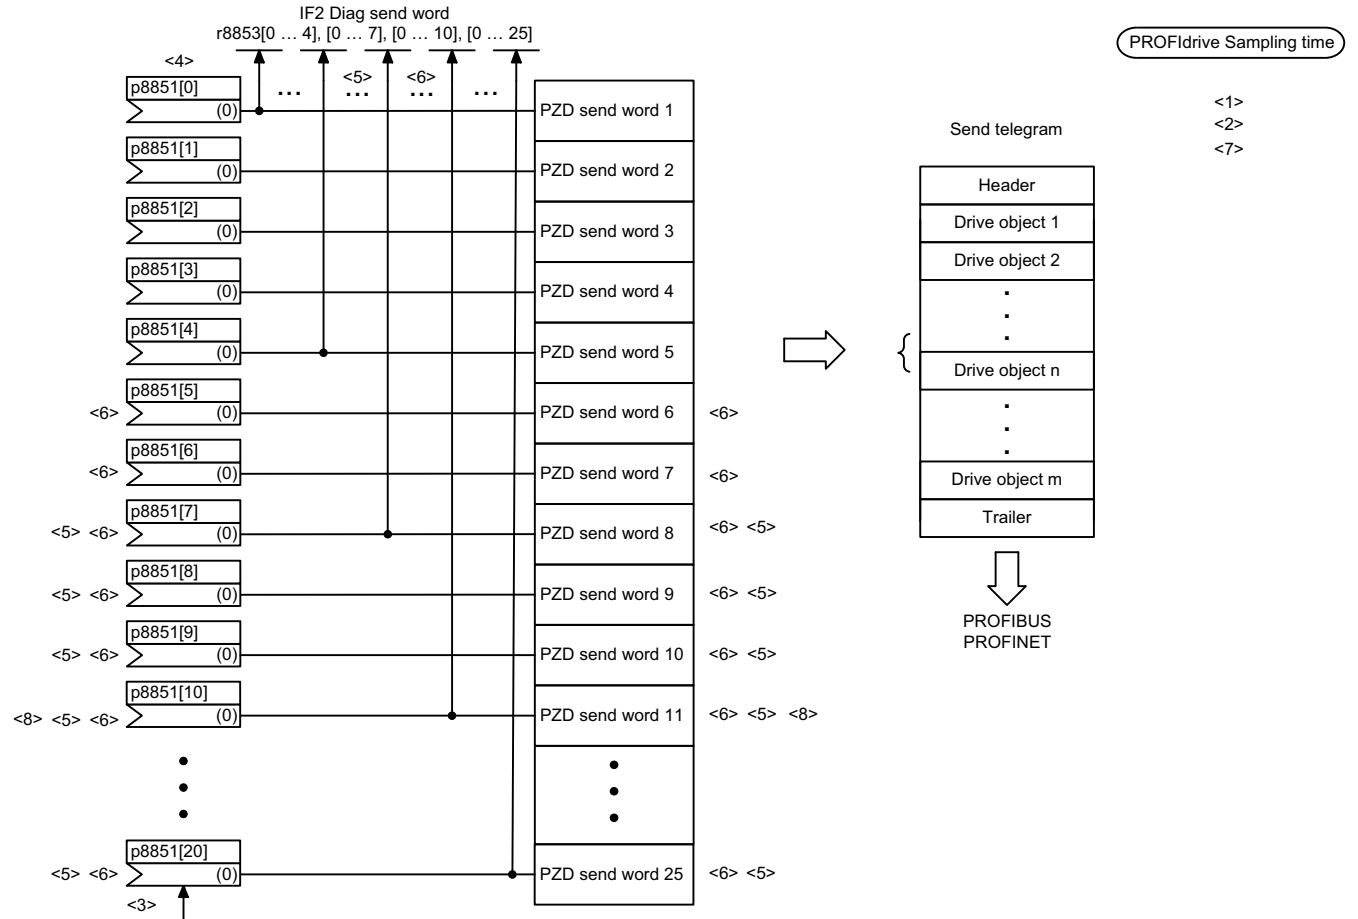 IF2 Diag send word
r8853[0 … 4], [0 … 7], [0 … 10], [0 … 25]
PROFIdrive Sampling time
<4>
<5> <6>
... ... ... ...
p8851[0]
(0)
PZD send word 1
p8851[1]
(0)
PZD send word 2
p8851[2]
(0)
PZD send word 3
p8851[3]
(0)
PZD send word 4
p8851[4]
(0)
PZD send word 5
p8851[5]
<6> (0)
PZD send word 6 <6>
p8851[6]
<6> (0)
PZD send word 7 <6>
p8851[7]
<5> <6> (0)
PZD send word 8 <6> <5>
p8851[8]
<5> <6> (0)
PZD send word 9 <6> <5>
p8851[9]
<5> <6> (0)
PZD send word 10 <6> <5>
p8851[10]
<8> <5> <6> (0)
PZD send word 11 <6> <5> <8>
p8851[20]
<5> <6> (0)
PZD send word 25 <6> <5>
<3>
<1>
<2>
<7>
Send telegram
Header
Drive object 1
Drive object 2
Drive object n
{
Drive object m
Trailer
PROFIBUS
PROFINET